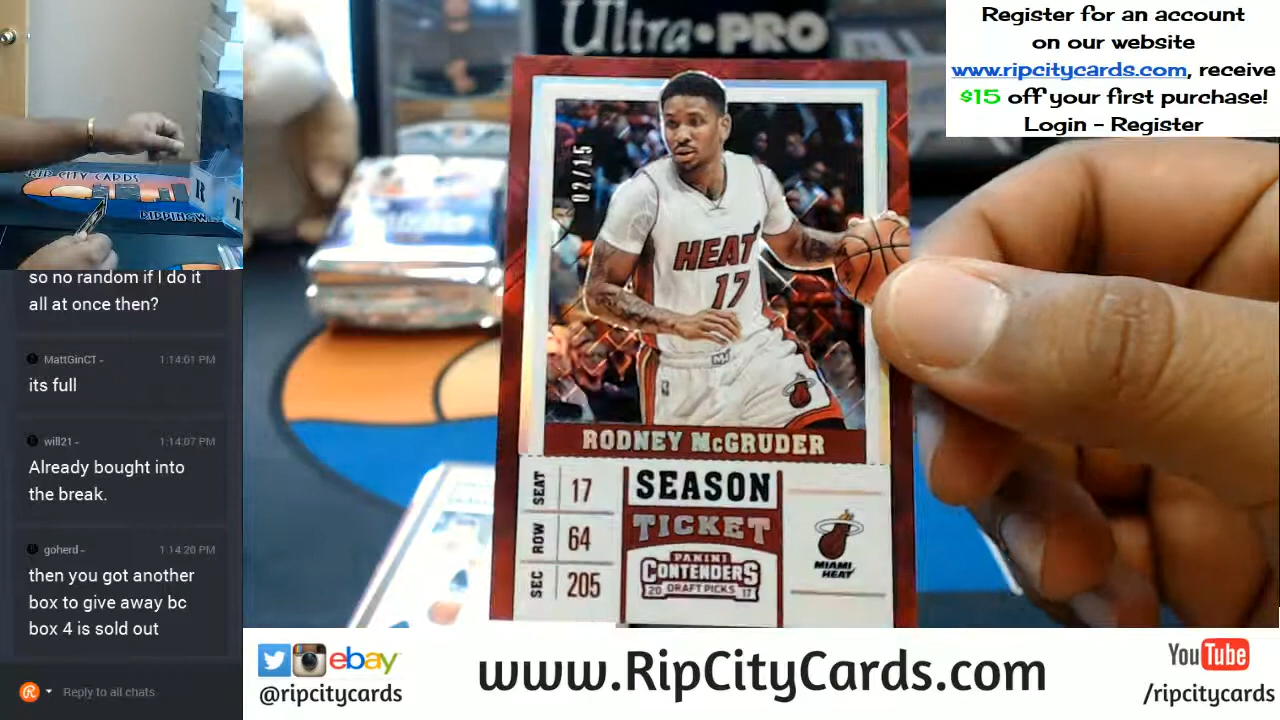 Ultra•PRO
Register for an account
on our website
www.ripcitycards.com, receive
$15 off your first purchase!
Login - Register
RIP CITY CARDS
R
T
so no random if I do it
all at once then?
MattGinCT - 1:14:01 PM
its full
will21 - 1:14:07 PM
Already bought into
the break.
goherd - 1:14:20 PM
then you got another
box to give away bc
box 4 is sold out
Reply to all chats
02/15
HEAT
17
RODNEY McGRUDER
SEAT 17
ROW 64
SEC 205
SEASON
TICKET
PANINI
CONTENDERS
20 DRAFT PICKS 17
MIAMI
HEAT
ebay
@ripcitycards
www.RipCityCards.com
YouTube
/ripcitycards